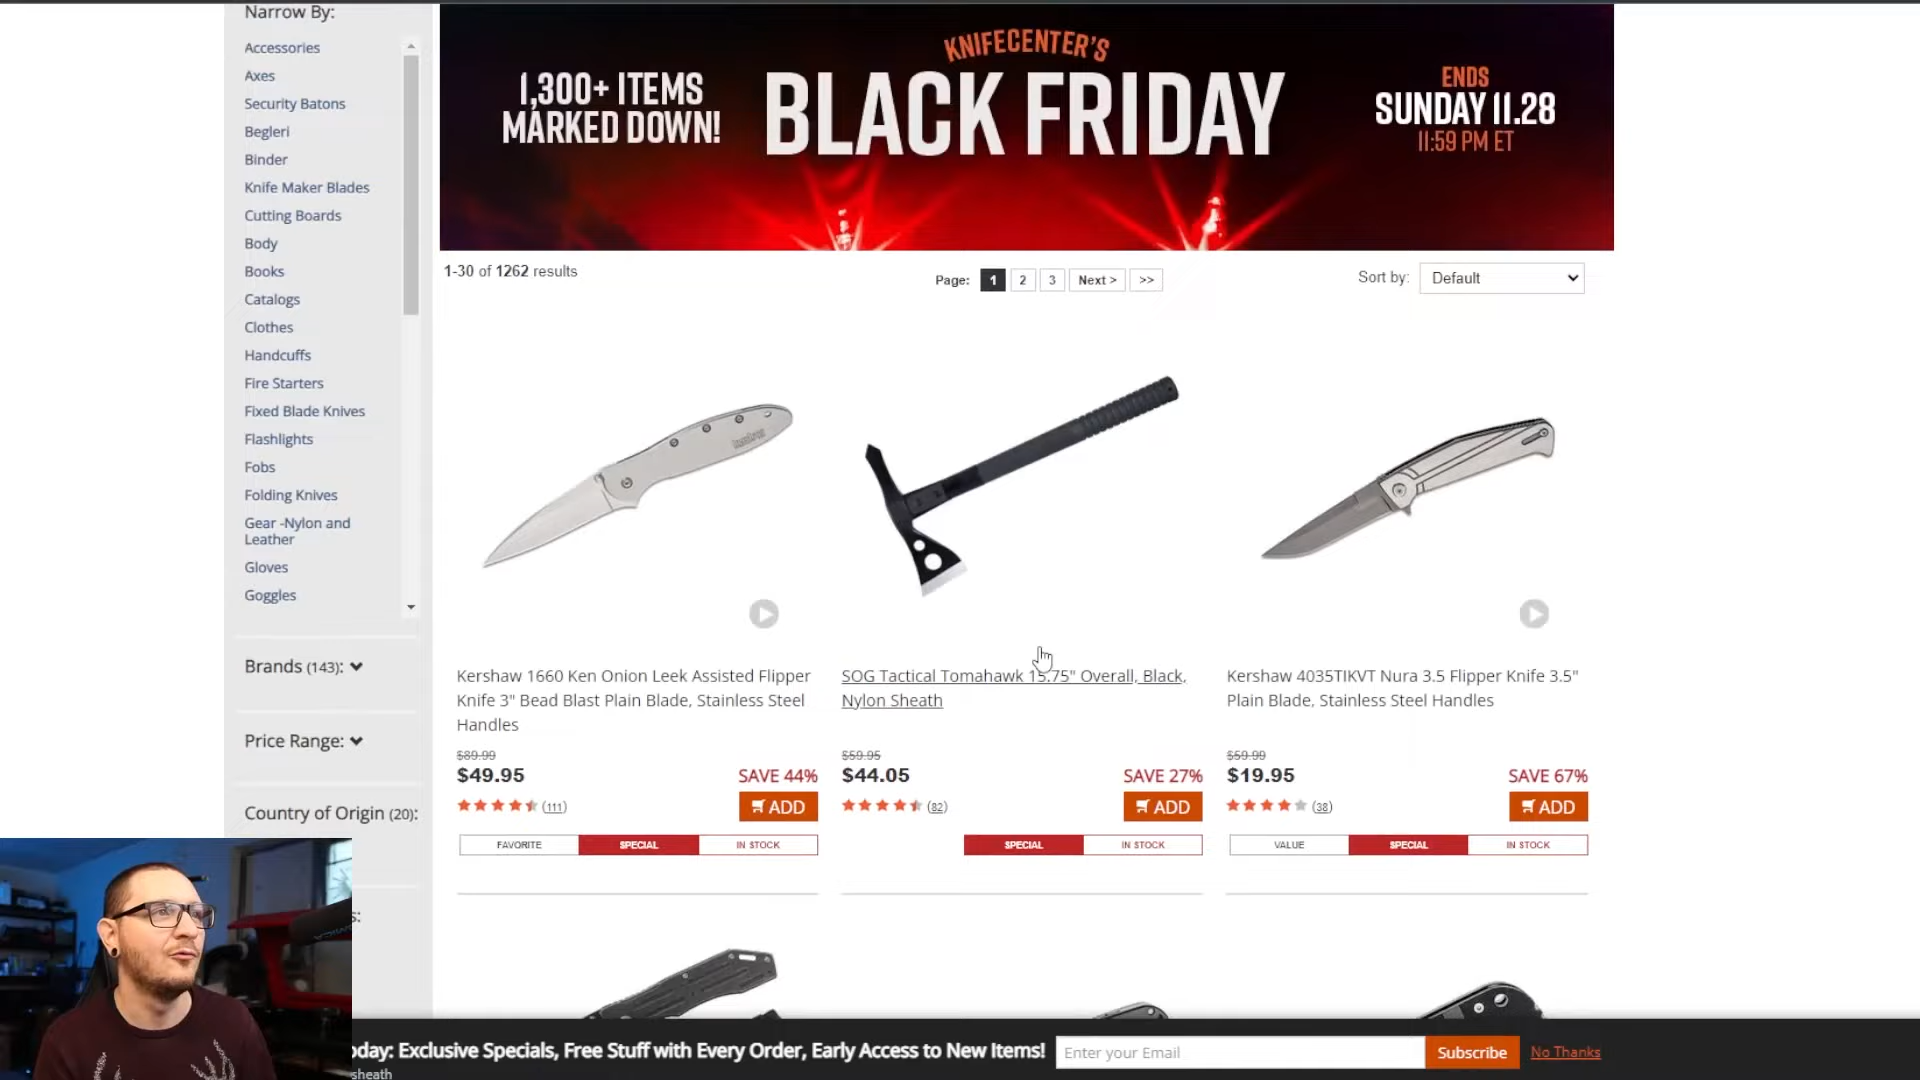 Narrow By:
Accessories
Axes
Security Batons
Begleri
Binder
Knife Maker Blades
Cutting Boards
Body
Books
Catalogs
Clothes
Handcuffs
Fire Starters
Fixed Blade Knives
Flashlights
Fobs
Folding Knives
Gear -Nylon and
Leather
Gloves
Goggles
Brands (143):
Price Range:
Country of Origin (20):
s:
1,300+ ITEMS
MARKED DOWN!
KNIFECENTER'S
BLACK FRIDAY
ENDS
SUNDAY 11.28
11:59 PM ET
1-30 of 1262 results
Page: 1 2 3 Next > >>
Sort by: Default
Kershaw 1660 Ken Onion Leek Assisted Flipper
Knife 3" Bead Blast Plain Blade, Stainless Steel
Handles
$89.99
$49.95
SAVE 44%
(111)
ADD
FAVORITE
SPECIAL
IN STOCK
SOG Tactical Tomahawk 15.75" Overall, Black,
Nylon Sheath
$59.95
$44.05
SAVE 27%
(82)
ADD
SPECIAL
IN STOCK
Kershaw 4035TIKVT Nura 3.5 Flipper Knife 3.5"
Plain Blade, Stainless Steel Handles
$59.99
$19.95
SAVE 67%
(38)
ADD
VALUE
SPECIAL
IN STOCK
oday: Exclusive Specials, Free Stuff with Every Order, Early Access to New Items!
Enter your Email
Subscribe
No Thanks
sheath